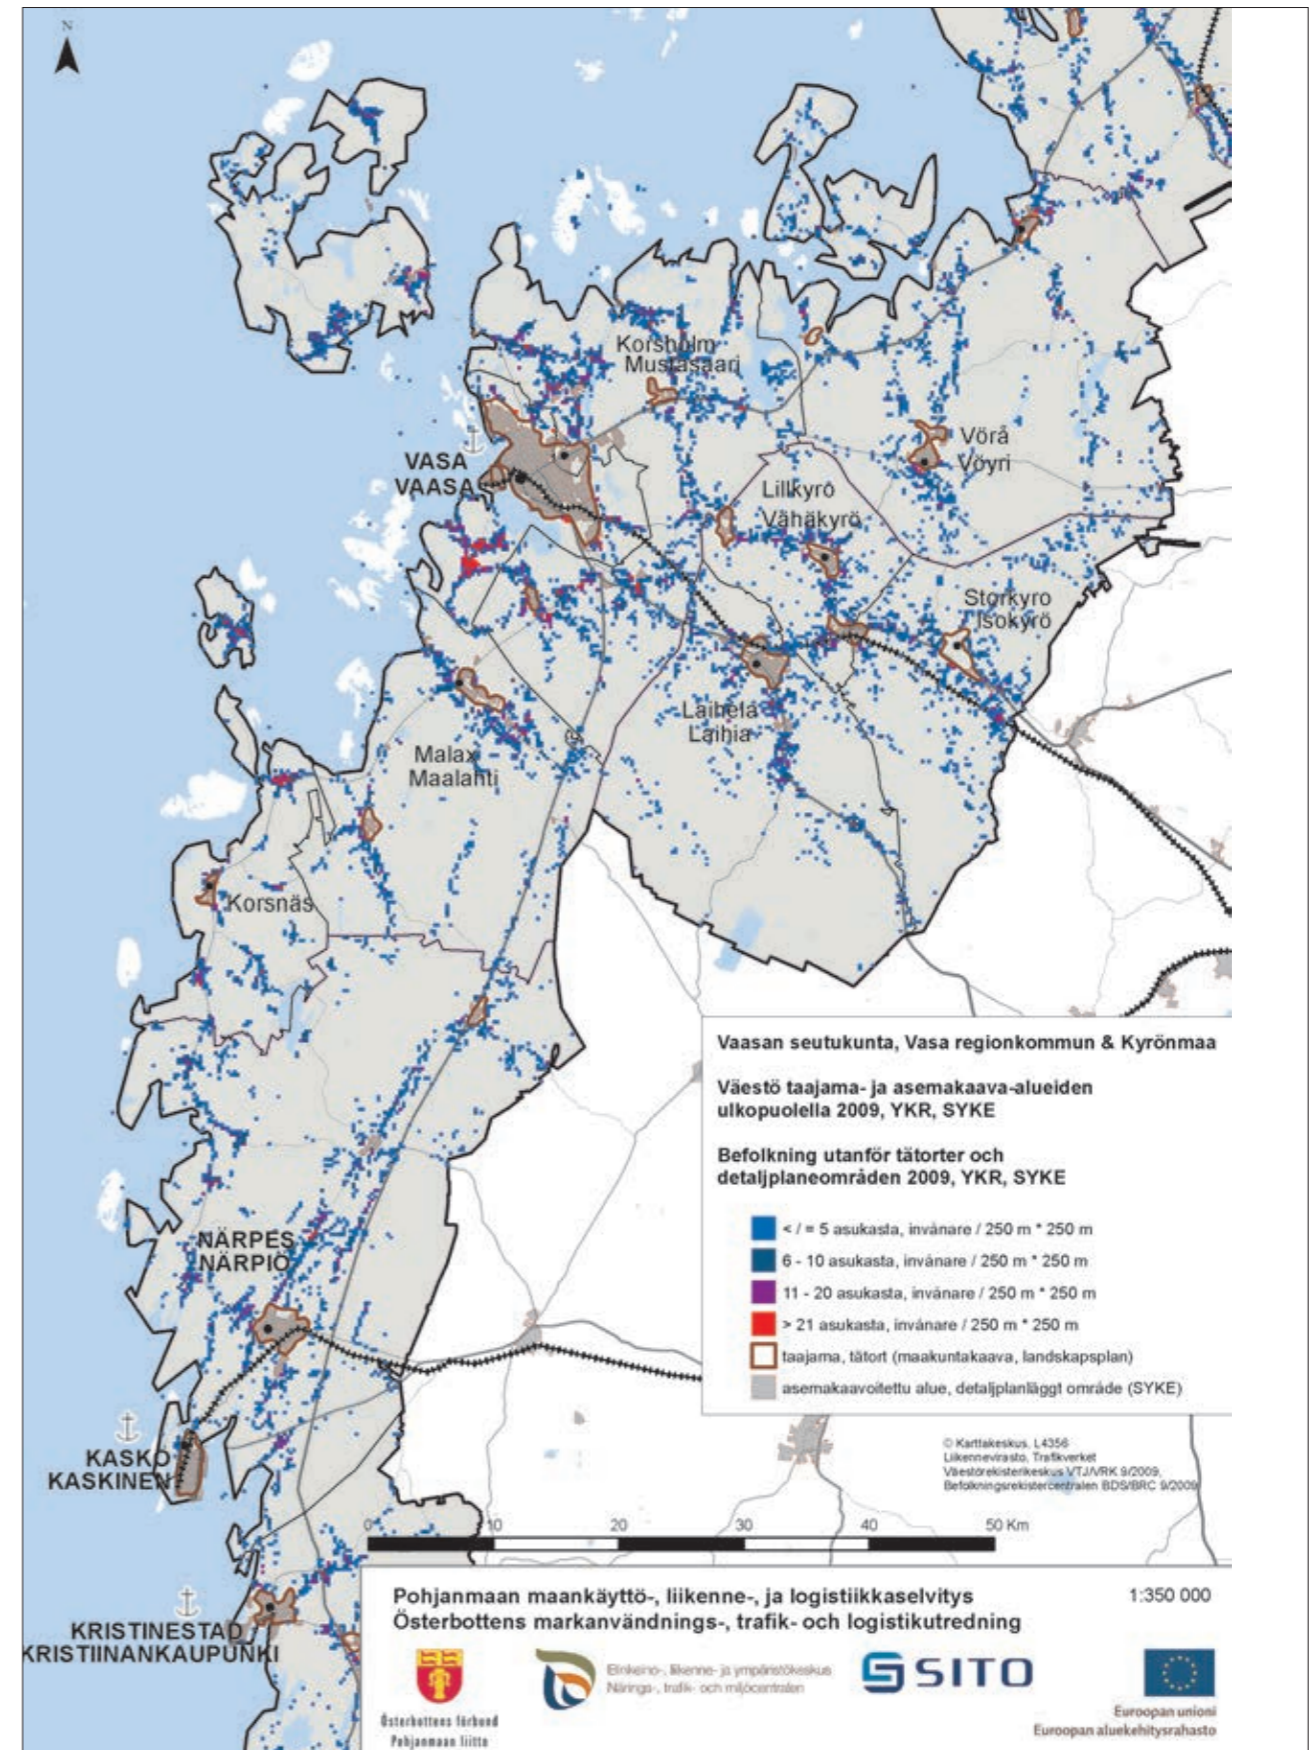 N
Korsholm
Mustasaari
VASA
VAASA
Vörå
Vöyri
Lillkyrö
Vähäkyrö
Storkyro
Isokyrö
Laihela
Laihia
Malax
Maalahti
Korsnäs
NÄRPES
NÄRPIÖ
KASKÖ
KASKINEN
KRISTINESTAD
KRISTIINANKAUPUNKI
Vaasan seutukunta, Vasa regionkommun & Kyrönmaa
Väestö taajama- ja asemakaava-alueiden
ulkopuolella 2009, YKR, SYKE
Befolkning utanför tätorter och
detaljplaneområden 2009, YKR, SYKE
< / = 5 asukasta, invånare / 250 m * 250 m
6 - 10 asukasta, invånare / 250 m * 250 m
11 - 20 asukasta, invånare / 250 m * 250 m
> 21 asukasta, invånare / 250 m * 250 m
taajama, tätort (maakuntakaava, landskapsplan)
asemakaavoitettu alue, detaljplanläggt område (SYKE)
© Karttakeskus, L4356
Liikennevirasto, Trafikverket
Väestörekisterikeskus VTJ/VRK 9/2009,
Befolkningsregistercentralen BDS/BRC 9/2009
0 10 20 30 40 50 Km
Pohjanmaan maankäyttö-, liikenne-, ja logistiikkaselvitys 1:350 000
Österbottens markanvändnings-, trafik- och logistikutredning
Elinkeino-, liikenne- ja ympäristökeskus
Närings-, trafik- och miljöcentralen
SITO
Österbottens förbund
Pohjanmaan liitto
Euroopan unioni
Euroopan aluekehitysrahasto